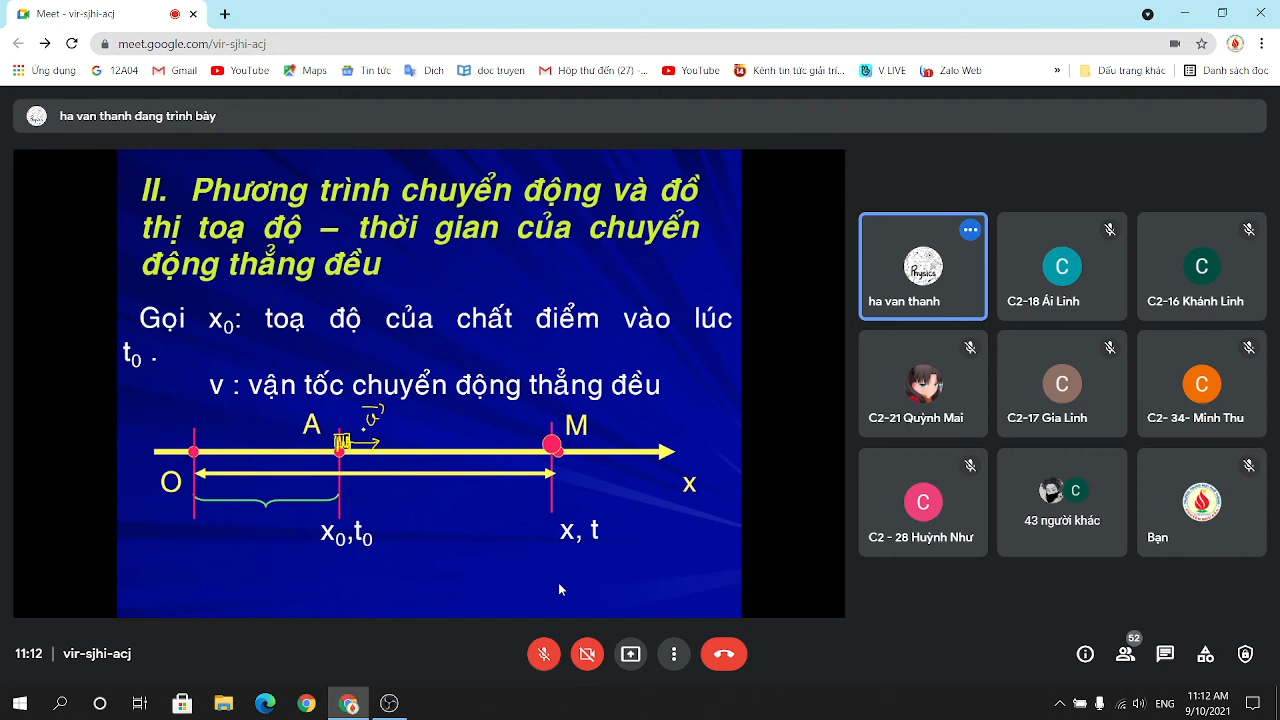 Meet - vir-sjhi-acj
meet.google.com/vir-sjhi-acj
Ứng dụng
12A04
Gmail
YouTube
Maps
Tin tức
Dịch
doc truyen
Hộp thư đến (27) -...
YouTube
Kênh tin tức giải trí...
V LIVE
Zalo Web
»
Dấu trang khác
Danh sách đọc
ha van thanh đang trình bày
II. Phương trình chuyển động và đồ
thị toạ độ – thời gian của chuyển
động thẳng đều
Gọi x₀: toạ độ của chất điểm vào lúc
t₀ .
v : vận tốc chuyển động thẳng đều
A
M
O
x
x₀,t₀
x, t
Physics
ha van thanh
C
C2-18 Ái Linh
C
C2-16 Khánh Linh
C2-21 Quỳnh Mai
C
C2-17 Gia Linh
C
C2- 34- Minh Thu
C
C2 - 28 Huỳnh Như
C
43 người khác
Bạn
11:12 | vir-sjhi-acj
52
ENG
11:12 AM
9/10/2021